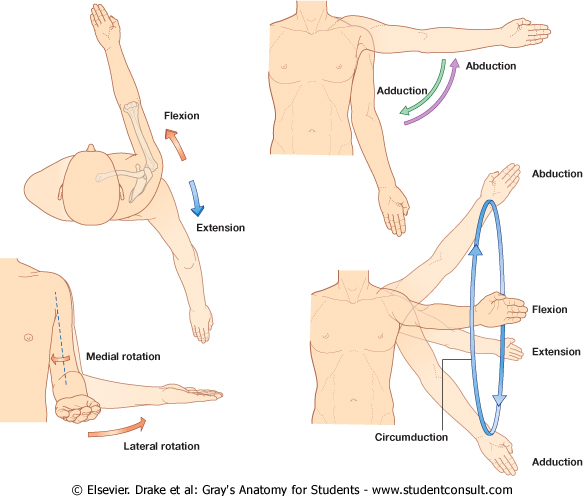 Flexion
Extension
Abduction
Adduction
Medial rotation
Lateral rotation
Abduction
Flexion
Extension
Circumduction
Adduction
© Elsevier. Drake et al: Gray's Anatomy for Students - www.studentconsult.com